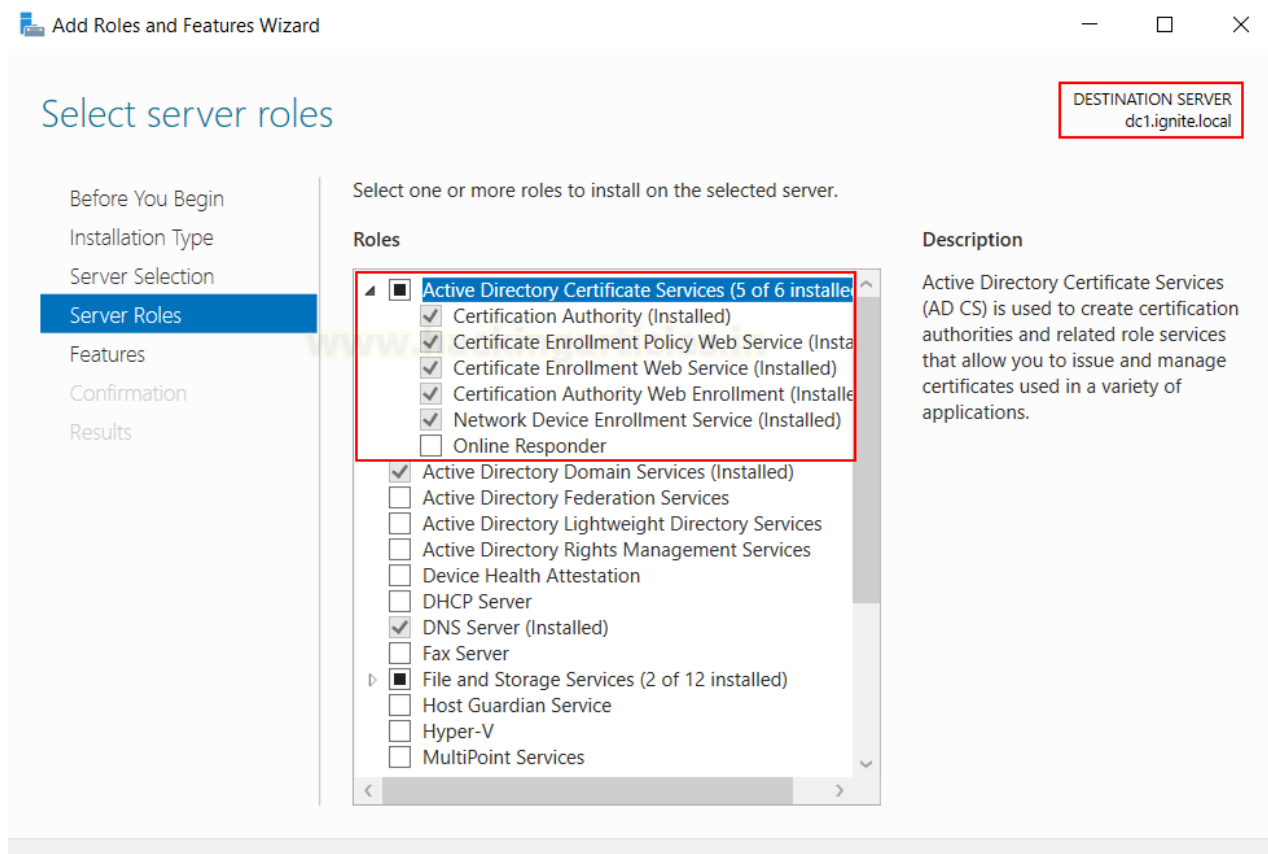 Add Roles and Features Wizard
Select server roles
DESTINATION SERVER
dc1.ignite.local
Before You Begin
Installation Type
Server Selection
Server Roles
Features
Confirmation
Results
Select one or more roles to install on the selected server.
Roles
Active Directory Certificate Services (5 of 6 installe
Certification Authority (Installed)
Certificate Enrollment Policy Web Service (Insta
Certificate Enrollment Web Service (Installed)
Certification Authority Web Enrollment (Installe
Network Device Enrollment Service (Installed)
Online Responder
Active Directory Domain Services (Installed)
Active Directory Federation Services
Active Directory Lightweight Directory Services
Active Directory Rights Management Services
Device Health Attestation
DHCP Server
DNS Server (Installed)
Fax Server
File and Storage Services (2 of 12 installed)
Host Guardian Service
Hyper-V
MultiPoint Services
Description
Active Directory Certificate Services
(AD CS) is used to create certification
authorities and related role services
that allow you to issue and manage
certificates used in a variety of
applications.
www.hackingarticles.in